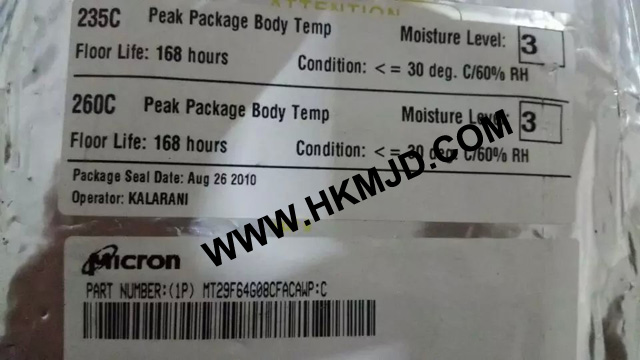 ATTENTION
235C Peak Package Body Temp Moisture Level: 3
Floor Life: 168 hours Condition: < = 30 deg. C/60% RH
260C Peak Package Body Temp Moisture Level 3
Floor Life: 168 hours Condition: < = 30 deg. C/60% RH
Package Seal Date: Aug 26 2010
Operator: KALARANI
WWW.HKMJD.COM
Micron
PART NUMBER:(1P) MT29F64G08CFACAWP:C